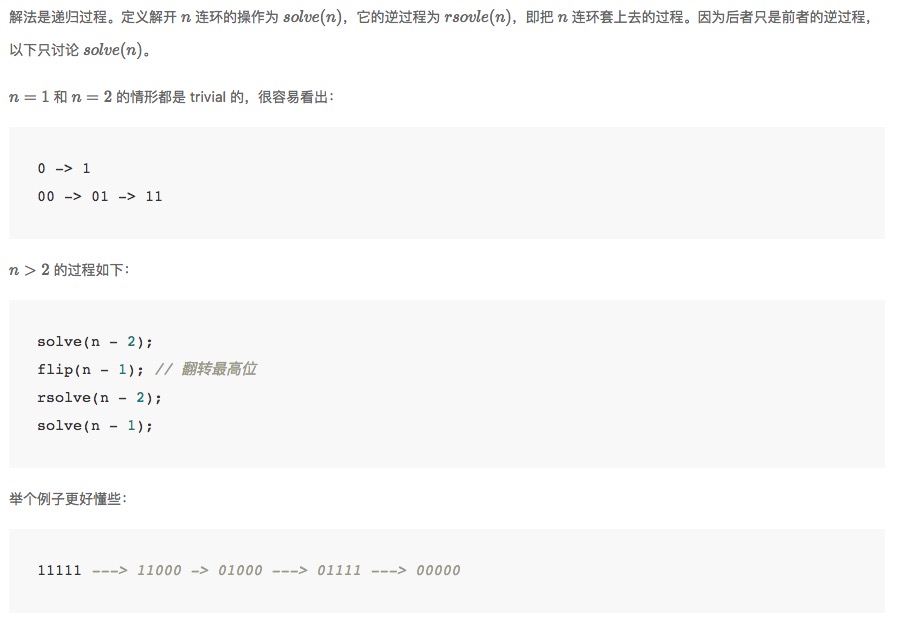 解法是递归过程。定义解开 n 连环的操作为 solve(n)，它的逆过程为 rsovle(n)，即把 n 连环套上去的过程。因为后者只是前者的逆过程，
以下只讨论 solve(n)。
n = 1 和 n = 2 的情形都是 trivial 的，很容易看出：
0 -> 1
00 -> 01 -> 11
n > 2 的过程如下：
solve(n - 2);
flip(n - 1); // 翻转最高位
rsolve(n - 2);
solve(n - 1);
举个例子更好懂些：
11111 ---> 11000 -> 01000 ---> 01111 ---> 00000